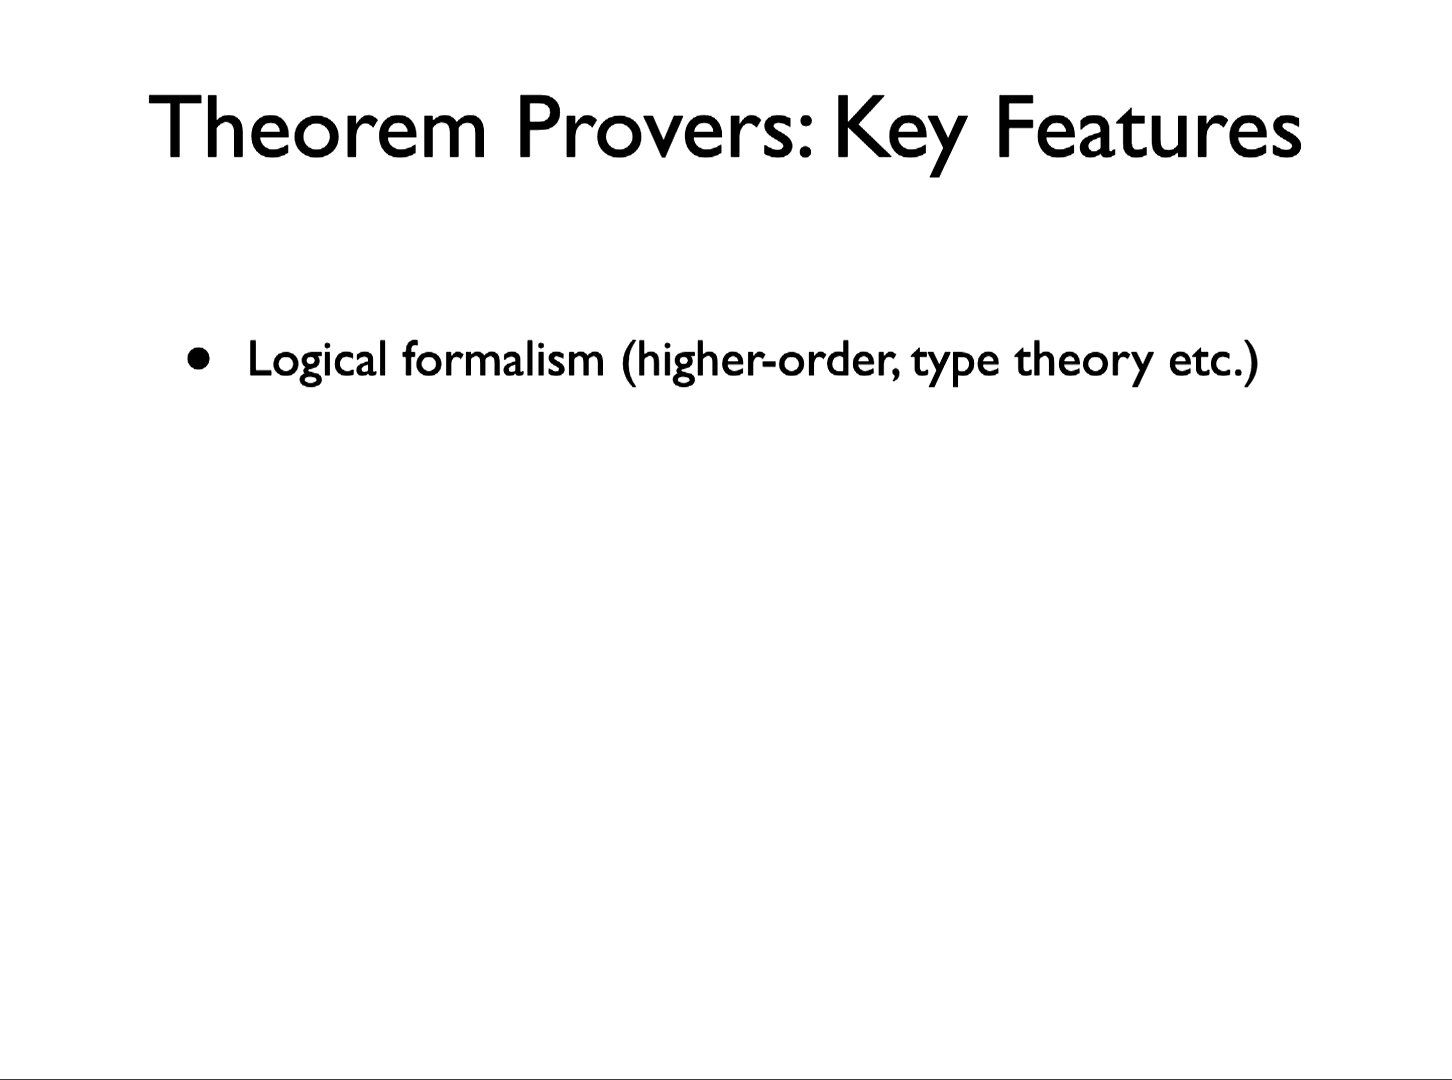 Theorem Provers: Key Features
• Logical formalism (higher-order, type theory etc.)